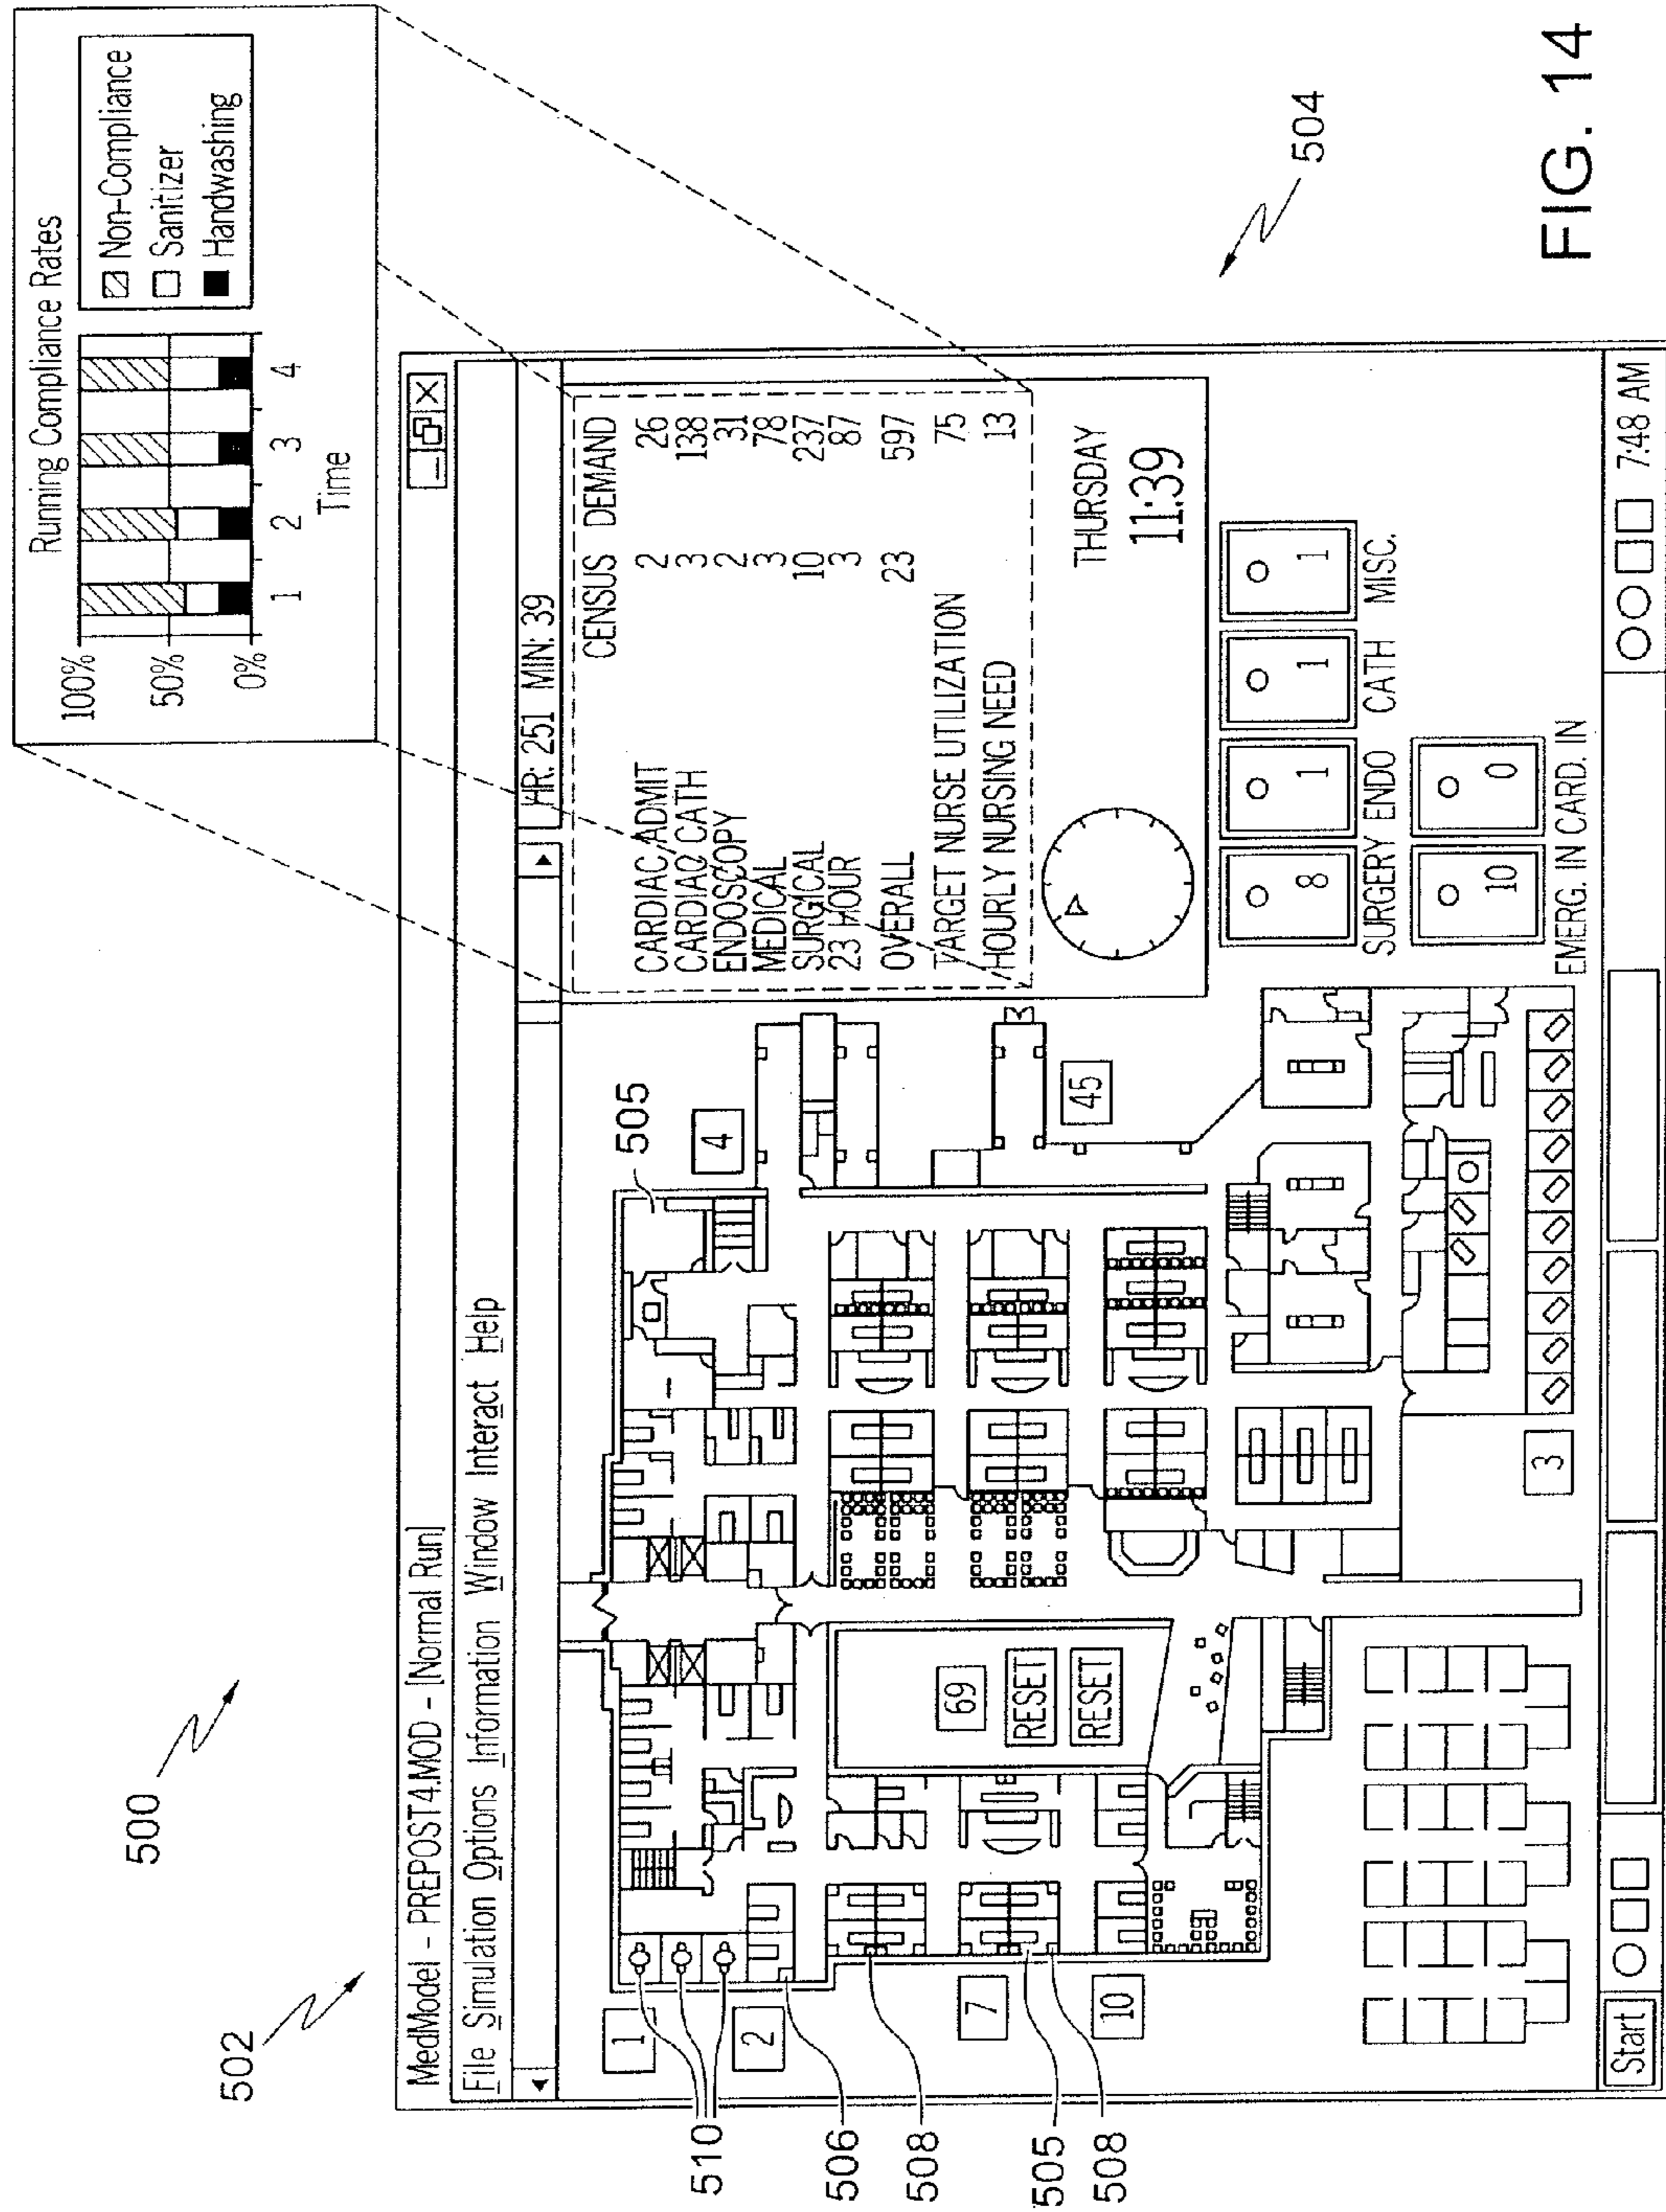 Running Compliance Rates
100%
50%
0%
1 2 3 4
Time
Non-Compliance
Sanitizer
Handwashing
500
502
504
MedModel - PREPOST4.MOD - [Normal Run]
File Simulation Options Information Window Interact Help
HR: 251 MIN: 39
CENSUS DEMAND
CARDIAC ADMIT 2 26
CARDIAC CATH 3 138
ENDOSCOPY 2 31
MEDICAL 3 78
SURGICAL 10 237
23 HOUR 3 87
OVERALL 23 597
TARGET NURSE UTILIZATION 75
HOURLY NURSING NEED 13
THURSDAY
11:39
8 1 1 1
SURGERY ENDO CATH MISC.
10 0
EMERG. IN CARD. IN
1
2
7
10
4
45
69
RESET
RESET
3
505
510
506
508
505
508
Start
7:48 AM
FIG. 14